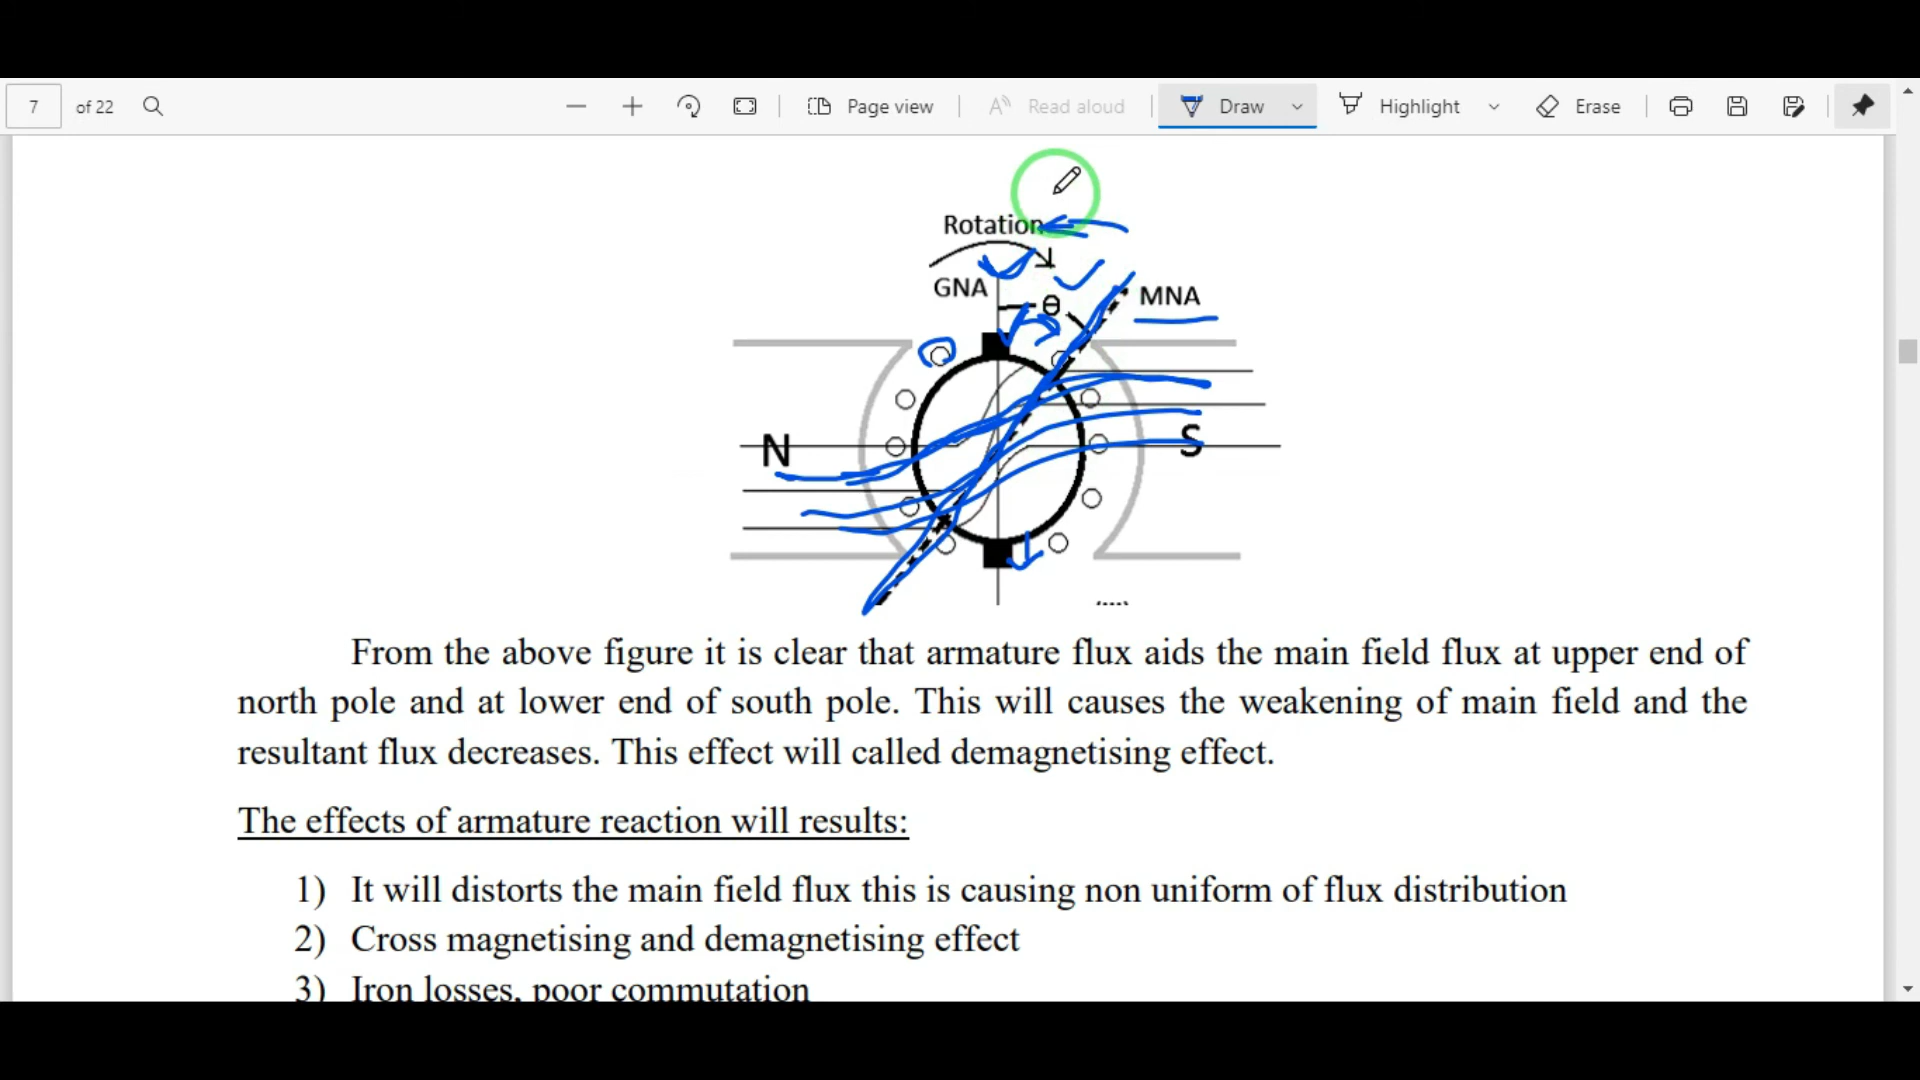 7 of 22 Page view Read aloud Draw Highlight Erase
Rotation
GNA θ MNA
N S
From the above figure it is clear that armature flux aids the main field flux at upper end of
north pole and at lower end of south pole. This will causes the weakening of main field and the
resultant flux decreases. This effect will called demagnetising effect.
The effects of armature reaction will results:
1) It will distorts the main field flux this is causing non uniform of flux distribution
2) Cross magnetising and demagnetising effect
3) Iron losses, poor commutation